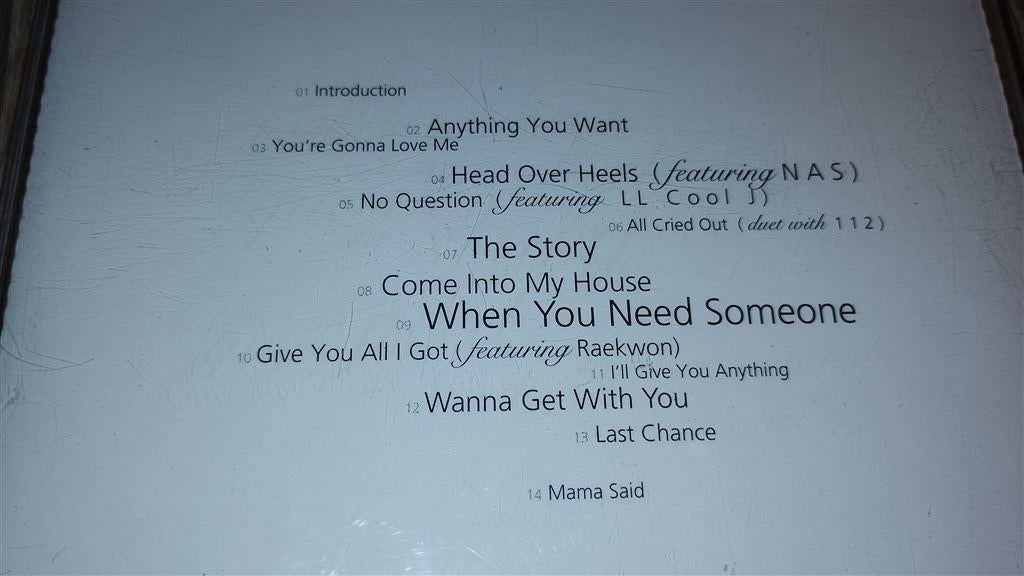 01 Introduction
02 Anything You Want
03 You're Gonna Love Me
04 Head Over Heels (featuring N A S)
05 No Question (featuring LL Cool J)
06 All Cried Out (duet with 1 1 2)
07 The Story
08 Come Into My House
09 When You Need Someone
10 Give You All I Got (featuring Raekwon)
11 I'll Give You Anything
12 Wanna Get With You
13 Last Chance
14 Mama Said